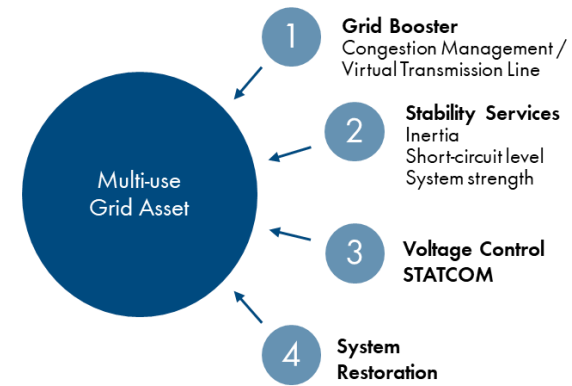 Multi-use
Grid Asset
1
Grid Booster
Congestion Management /
Virtual Transmission Line
2
Stability Services
Inertia
Short-circuit level
System strength
3
Voltage Control
STATCOM
4
System
Restoration